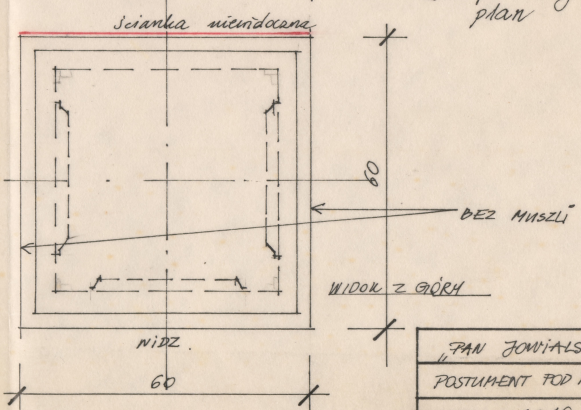 plan
ścianka niewidoczna
60
BEZ MUSZLI
WIDOK Z GÓRY
WIDZ
60
"PAN JOWIALS
POSTUMENT POD